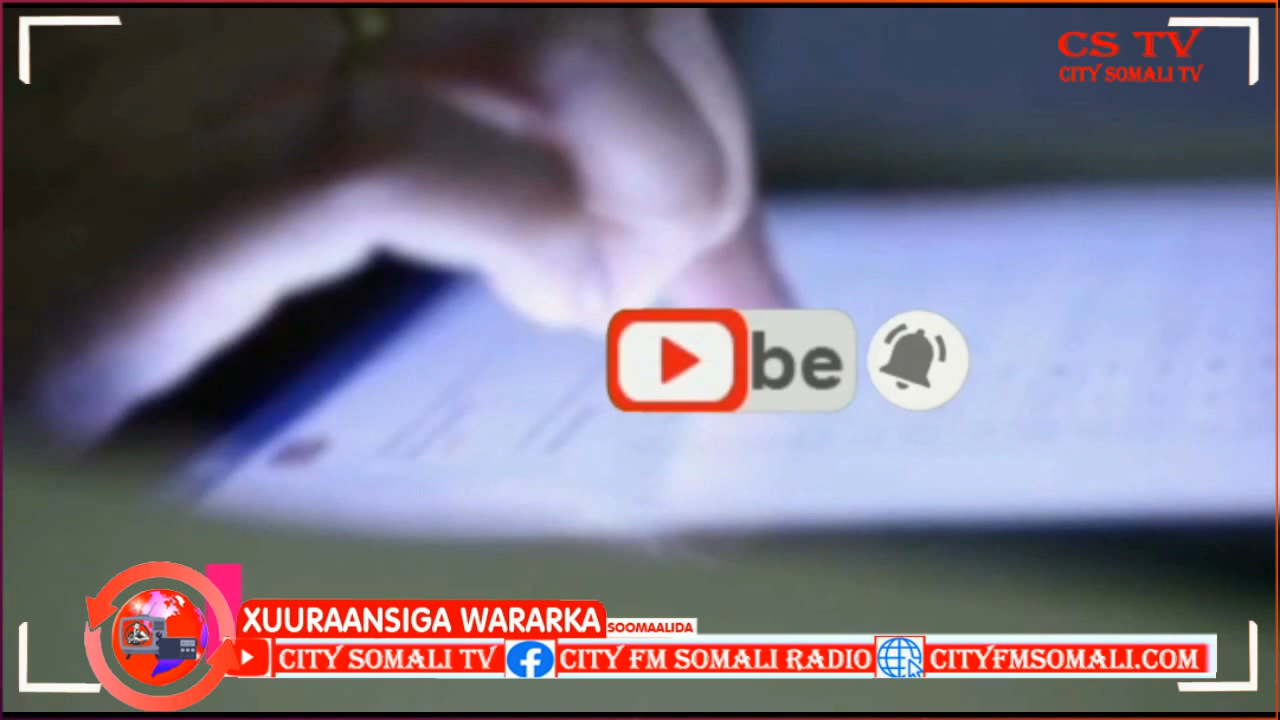 CS TV
CITY SOMALI TV
be
XUURAANSIGA WARARKA
SOOMAALIDA
CITY SOMALI TV CITY FM SOMALI RADIO CITYFMSOMALI.COM